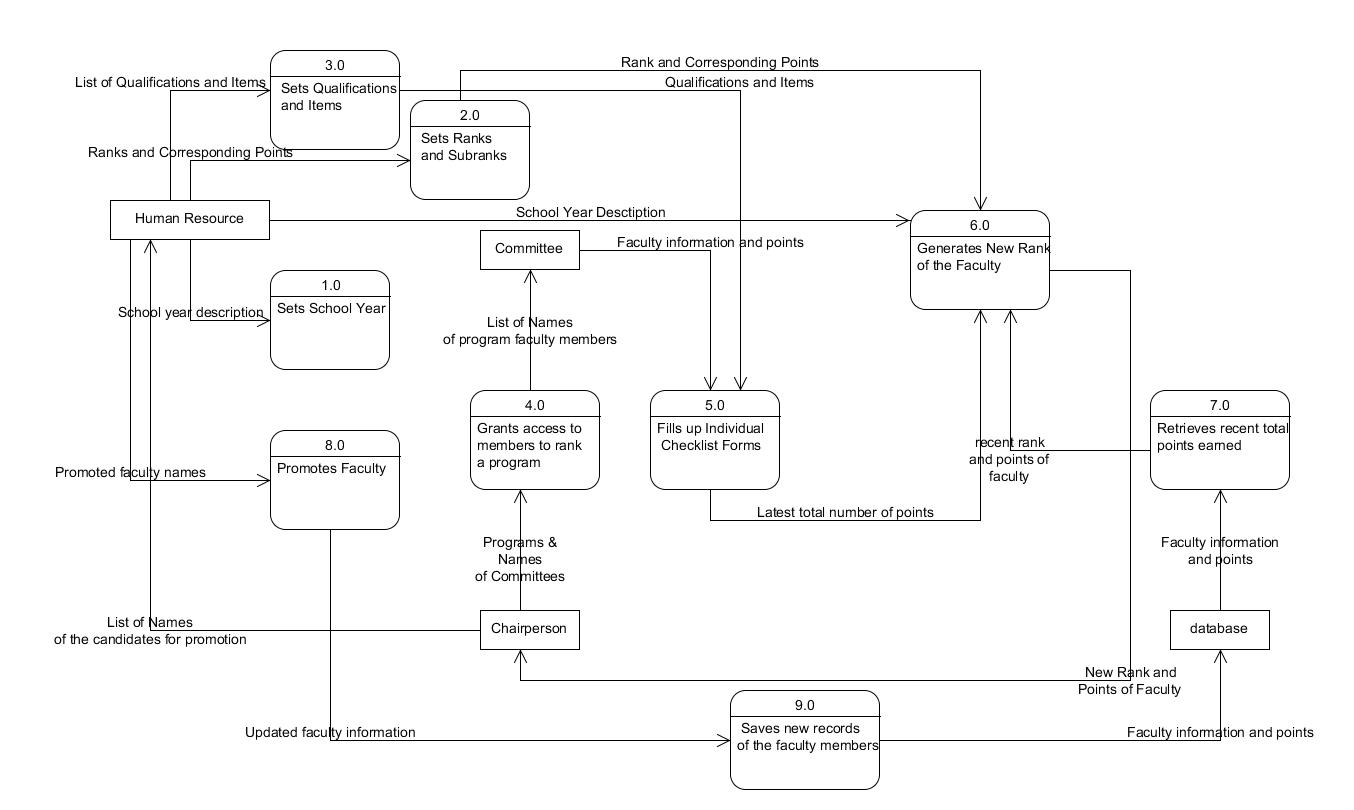 3.0
Rank and Corresponding Points
List of Qualifications and Items
Sets Qualifications
and Items
Qualifications and Items
2.0
Sets Ranks
and Subranks
Ranks and Corresponding Points
Human Resource
School Year Desctiption
6.0
Generates New Rank
of the Faculty
Committee
Faculty information and points
1.0
Sets School Year
School year description
List of Names
of program faculty members
4.0
Grants access to
members to rank
a program
5.0
Fills up Individual
Checklist Forms
7.0
Retrieves recent total
points earned
8.0
Promotes Faculty
Promoted faculty names
recent rank
and points of
faculty
Latest total number of points
Programs &
Names
of Committees
Faculty information
and points
List of Names
of the candidates for promotion
Chairperson
database
New Rank and
Points of Faculty
9.0
Saves new records
of the faculty members
Updated faculty information
Faculty information and points